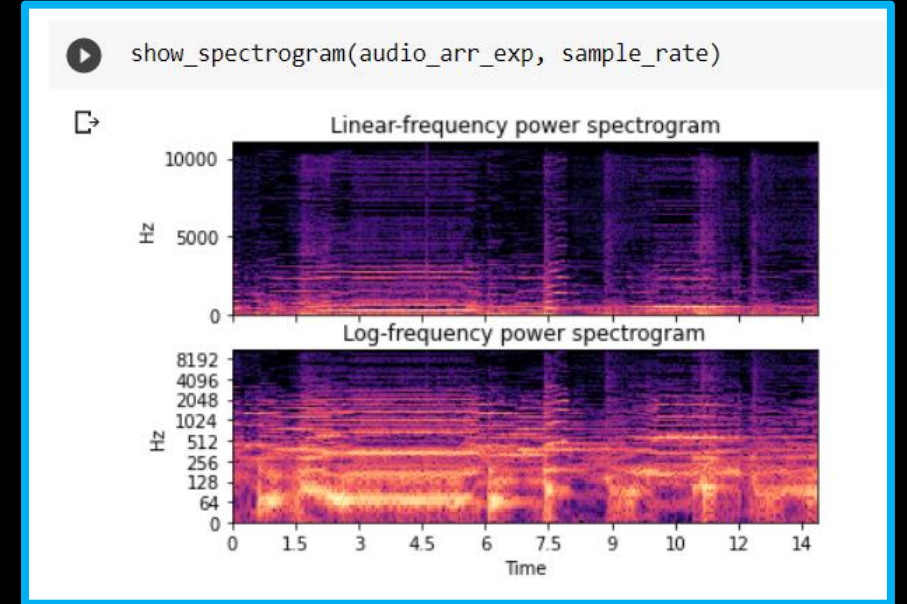 show_spectrogram(audio_arr_exp, sample_rate)
Linear-frequency power spectrogram
10000
5000
0
Hz
Log-frequency power spectrogram
8192
4096
2048
1024
512
256
128
64
0
Hz
0 1.5 3 4.5 6 7.5 9 10 12 14
Time